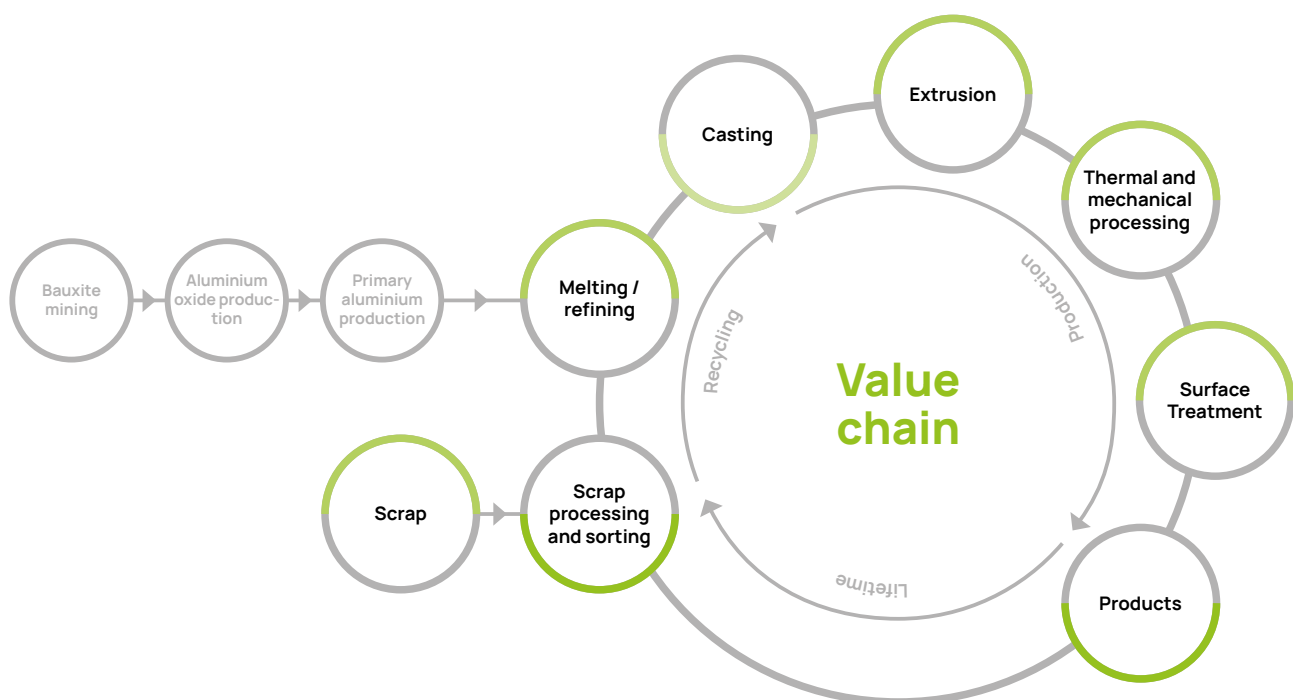 Bauxite
mining
Aluminium
oxide produc-
tion
Primary
aluminium
production
Melting /
refining
Casting
Extrusion
Thermal and
mechanical
processing
Surface
Treatment
Products
Scrap
Scrap
processing
and sorting
Production
Lifetime
Recycling
Value
chain